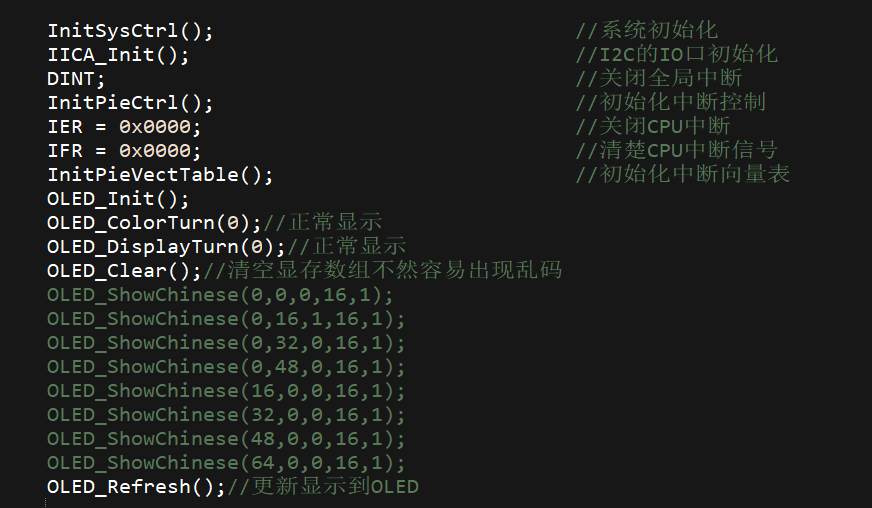 InitSysCtrl(); //系统初始化
IICA_Init(); //I2C的IO口初始化
DINT; //关闭全局中断
InitPieCtrl(); //初始化中断控制
IER = 0x0000; //关闭CPU中断
IFR = 0x0000; //清楚CPU中断信号
InitPieVectTable(); //初始化中断向量表
OLED_Init();
OLED_ColorTurn(0);//正常显示
OLED_DisplayTurn(0);//正常显示
OLED_Clear();//清空显存数组不然容易出现乱码
OLED_ShowChinese(0,0,0,16,1);
OLED_ShowChinese(0,16,1,16,1);
OLED_ShowChinese(0,32,0,16,1);
OLED_ShowChinese(0,48,0,16,1);
OLED_ShowChinese(16,0,0,16,1);
OLED_ShowChinese(32,0,0,16,1);
OLED_ShowChinese(48,0,0,16,1);
OLED_ShowChinese(64,0,0,16,1);
OLED_Refresh();//更新显示到OLED